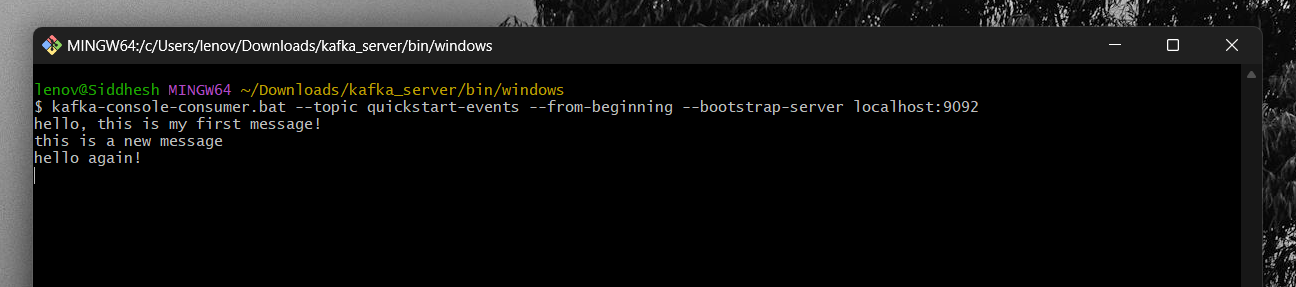 MINGW64:/c/Users/lenov/Downloads/kafka_server/bin/windows
lenov@Siddhesh MINGW64 ~/Downloads/kafka_server/bin/windows
$ kafka-console-consumer.bat --topic quickstart-events --from-beginning --bootstrap-server localhost:9092
hello, this is my first message!
this is a new message
hello again!